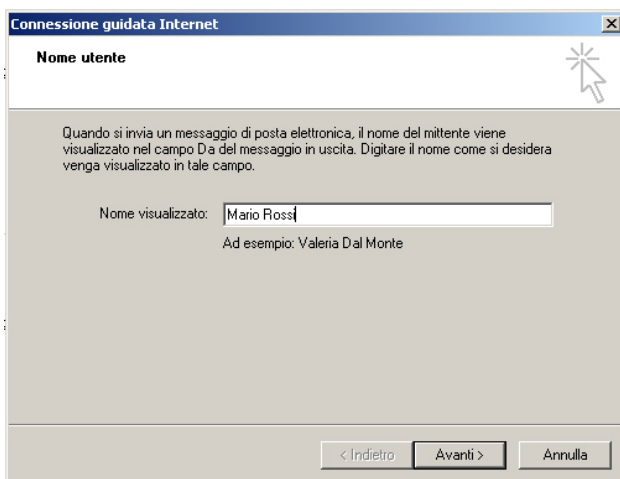 Connessione guidata Internet
Nome utente
Quando si invia un messaggio di posta elettronica, il nome del mittente viene
visualizzato nel campo Da del messaggio in uscita. Digitare il nome come si desidera
venga visualizzato in tale campo.
Nome visualizzato: Mario Rossi
Ad esempio: Valeria Dal Monte
< Indietro Avanti > Annulla